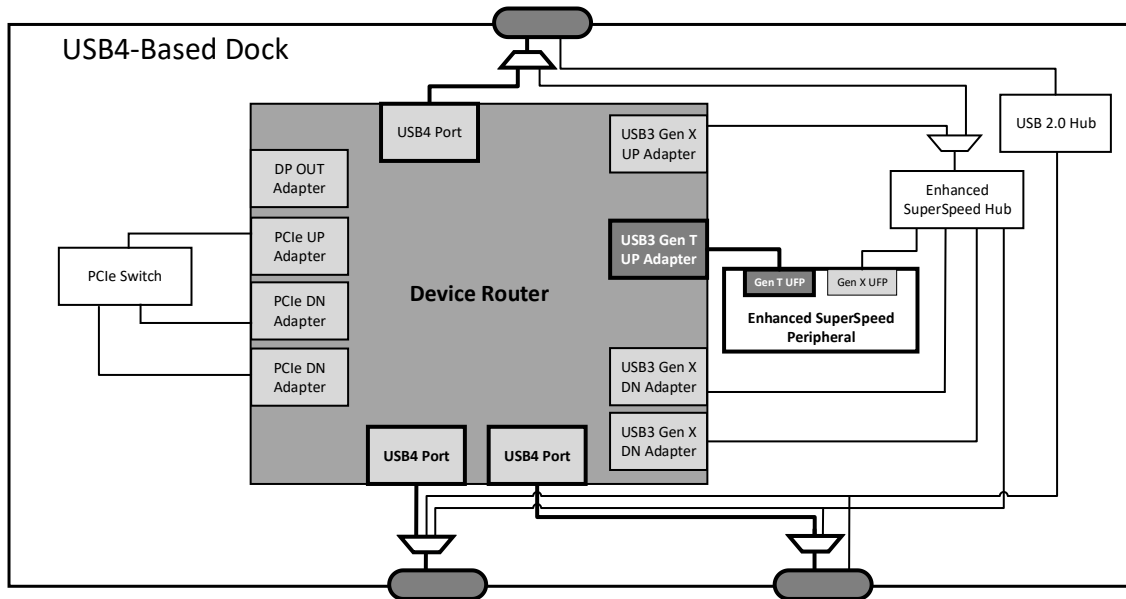 USB4-Based Dock
USB4 Port
USB3 Gen X
UP Adapter
USB 2.0 Hub
DP OUT
Adapter
Enhanced
SuperSpeed Hub
PCIe UP
Adapter
USB3 Gen T
UP Adapter
PCIe Switch
Gen T UFP
Gen X UFP
Device Router
PCIe DN
Adapter
Enhanced SuperSpeed
Peripheral
PCIe DN
Adapter
USB3 Gen X
DN Adapter
USB3 Gen X
DN Adapter
USB4 Port
USB4 Port